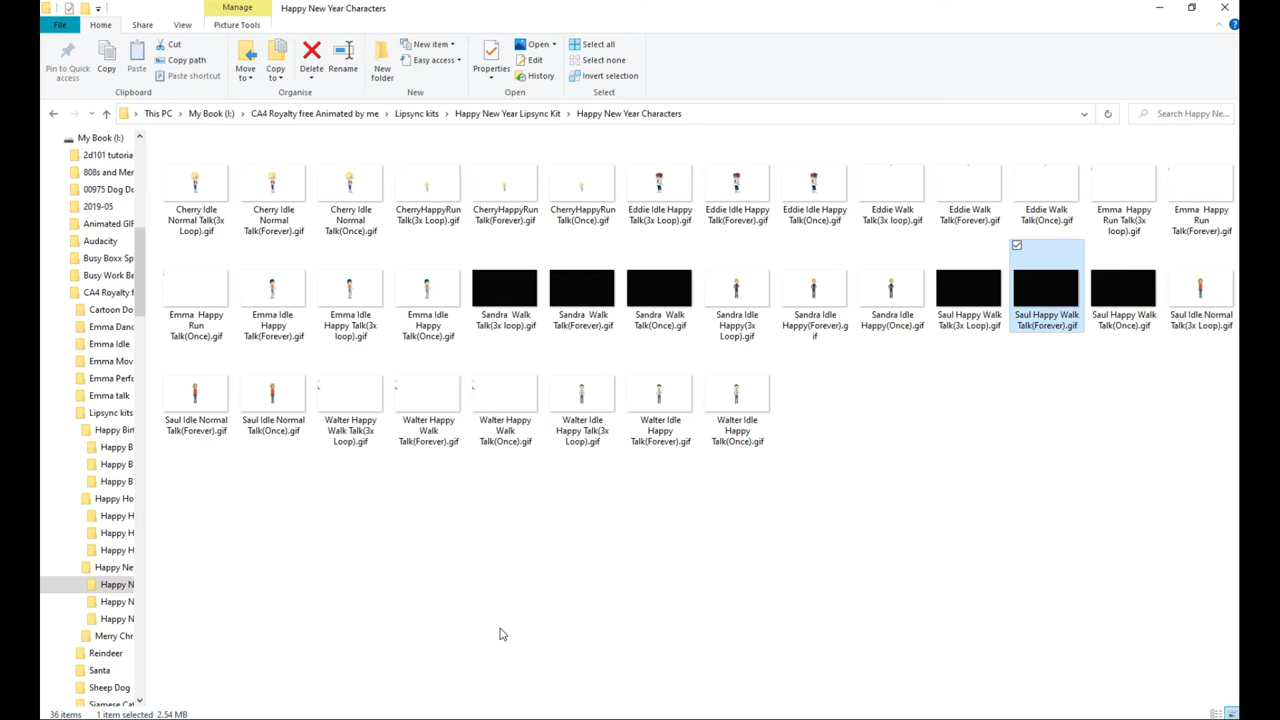 Manage
Happy New Year Characters
File
Home
Share
View
Picture Tools
Pin to Quick
access
Copy
Paste
Cut
Copy path
Paste shortcut
Move
to
Copy
to
Delete
Rename
New
folder
New item
Easy access
Properties
Open
Edit
History
Select all
Select none
Invert selection
Clipboard
Organise
New
Open
Select
This PC
My Book (I:)
CA4 Royalty free Animated by me
Lipsync kits
Happy New Year Lipsync Kit
Happy New Year Characters
Search Happy Ne...
My Book (I:)
2d101 tutoria
808s and Mer
00975 Dog Do
2019-05
Animated GIF
Audacity
Busy Boxx Sp
Busy Work Be
CA4 Royalty f
Cartoon Do
Emma Danc
Emma Idle
Emma Mov
Emma Perfo
Emma talk
Lipsync kits
Happy Birt
Happy B
Happy B
Happy B
Happy Ho
Happy H
Happy H
Happy H
Happy Ne
Happy N
Happy N
Happy N
Merry Chr
Reindeer
Santa
Sheep Dog
Siamese Cat
Cherry Idle
Normal Talk(3x
Loop).gif
Cherry Idle
Normal
Talk(Forever).gif
Cherry Idle
Normal
Talk(Once).gif
CherryHappyRun
Talk(3x Loop).gif
CherryHappyRun
Talk(Forever).gif
CherryHappyRun
Talk(Once).gif
Eddie Idle Happy
Talk(3x Loop).gif
Eddie Idle Happy
Talk(Forever).gif
Eddie Idle Happy
Talk(Once).gif
Eddie Walk
Talk(3x loop).gif
Eddie Walk
Talk(Forever).gif
Eddie Walk
Talk(Once).gif
Emma Happy
Run Talk(3x
loop).gif
Emma Happy
Run
Talk(Forever).gif
Emma Happy
Run
Talk(Once).gif
Emma Idle
Happy
Talk(Forever).gif
Emma Idle
Happy Talk(3x
loop).gif
Emma Idle
Happy
Talk(Once).gif
Sandra Walk
Talk(3x loop).gif
Sandra Walk
Talk(Forever).gif
Sandra Walk
Talk(Once).gif
Sandra Idle
Happy(3x
Loop).gif
Sandra Idle
Happy(Forever).g
if
Sandra Idle
Happy(Once).gif
Saul Happy Walk
Talk(3x Loop).gif
Saul Happy Walk
Talk(Forever).gif
Saul Happy Walk
Talk(Once).gif
Saul Idle Normal
Talk(3x Loop).gif
Saul Idle Normal
Talk(Forever).gif
Saul Idle Normal
Talk(Once).gif
Walter Happy
Walk Talk(3x
Loop).gif
Walter Happy
Walk
Talk(Forever).gif
Walter Happy
Walk
Talk(Once).gif
Walter Idle
Happy Talk(3x
Loop).gif
Walter Idle
Happy
Talk(Forever).gif
Walter Idle
Happy
Talk(Once).gif
36 items
1 item selected 2.54 MB